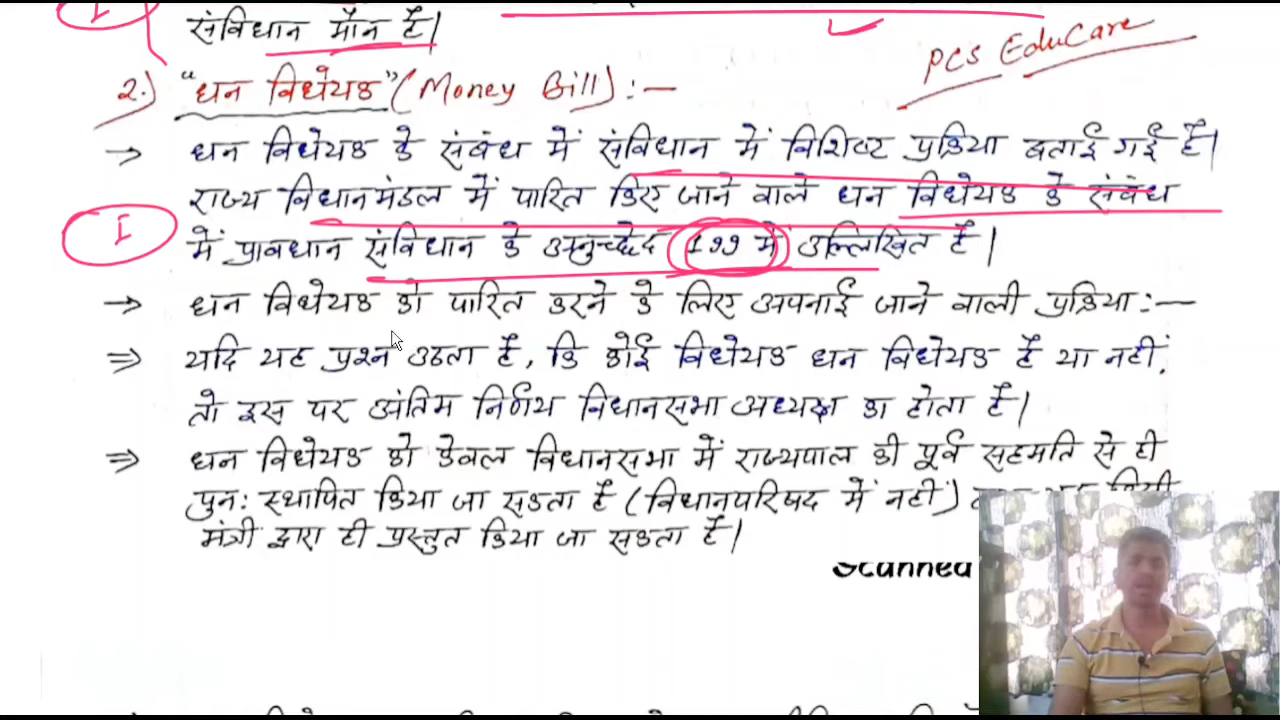 संविधान मौन है|
PCS EduCare
2.) "धन विधेयक" (Money Bill) :—
→ धन विधेयक के संबंध में संविधान में विशिष्ट प्रक्रिया बताई गई है|
राज्य विधानमंडल में पारित किए जाने वाले धन विधेयक के संबंध
I में प्रावधान संविधान के अनुच्छेद 199 में उल्लिखित है|
→ धन विधेयक को पारित करने के लिए अपनाई जाने वाली प्रक्रिया :—
⇒ यदि यह प्रश्न उठता है, कि कोई विधेयक धन विधेयक है या नहीं,
तो इस पर अंतिम निर्णय विधानसभा अध्यक्ष का होता है|
⇒ धन विधेयक को केवल विधानसभा में राज्यपाल की पूर्व सहमति से ही
पुनः स्थापित किया जा सकता है (विधानपरिषद में नहीं)
मंत्री द्वारा ही प्रस्तुत किया जा सकता है|
Scanned